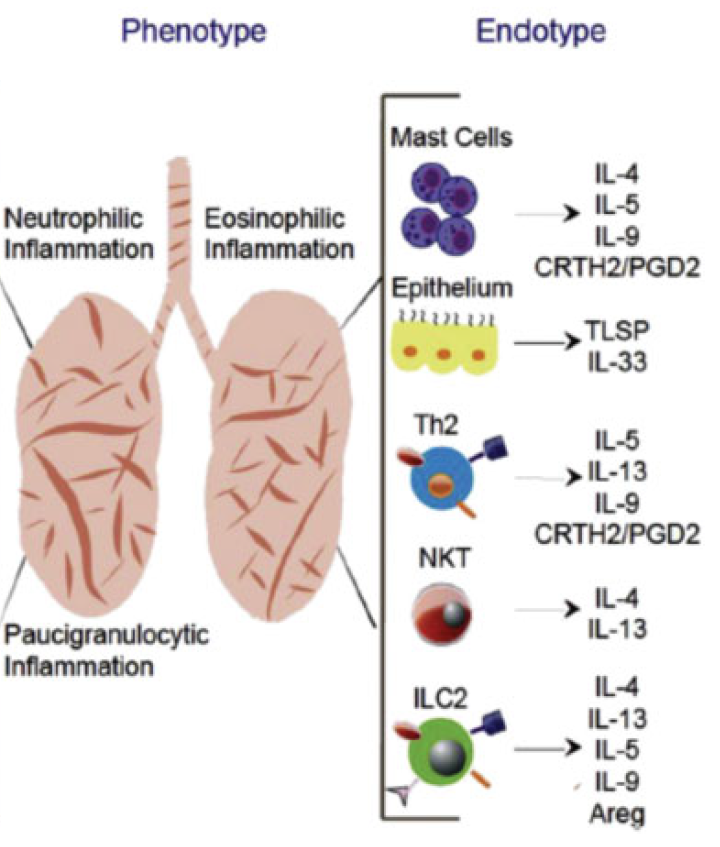 Phenotype
Endotype
Neutrophilic
Inflammation
Eosinophilic
Inflammation
Paucigranulocytic
Inflammation
Mast Cells
IL-4
IL-5
IL-9
CRTH2/PGD2
Epithelium
TLSP
IL-33
Th2
IL-5
IL-13
IL-9
CRTH2/PGD2
NKT
IL-4
IL-13
ILC2
IL-4
IL-13
IL-5
IL-9
Areg